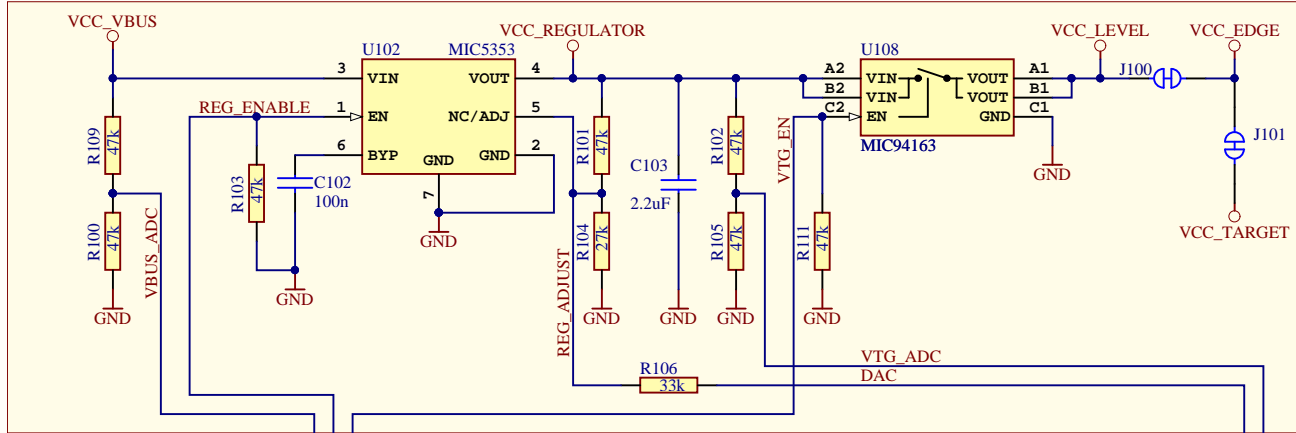 VCC_VBUS
VCC_REGULATOR
VCC_LEVEL
VCC_EDGE
U102
MIC5353
U108
J100
3
VIN
VOUT
4
A2
VIN
VOUT
A1
B2
VIN
VOUT
B1
REG_ENABLE
1
EN
NC/ADJ
5
C2
EN
GND
C1
MIC94163
6
BYP
GND
GND
2
7
R109
47k
R103
47k
C102
100n
R101
47k
C103
2.2uF
R102
47k
VTG_EN
GND
J101
R100
47k
VBUS_ADC
GND
R104
27k
R105
47k
R111
47k
VCC_TARGET
GND
GND
REG_ADJUST
GND
GND
GND
GND
R106
33k
VTG_ADC
DAC